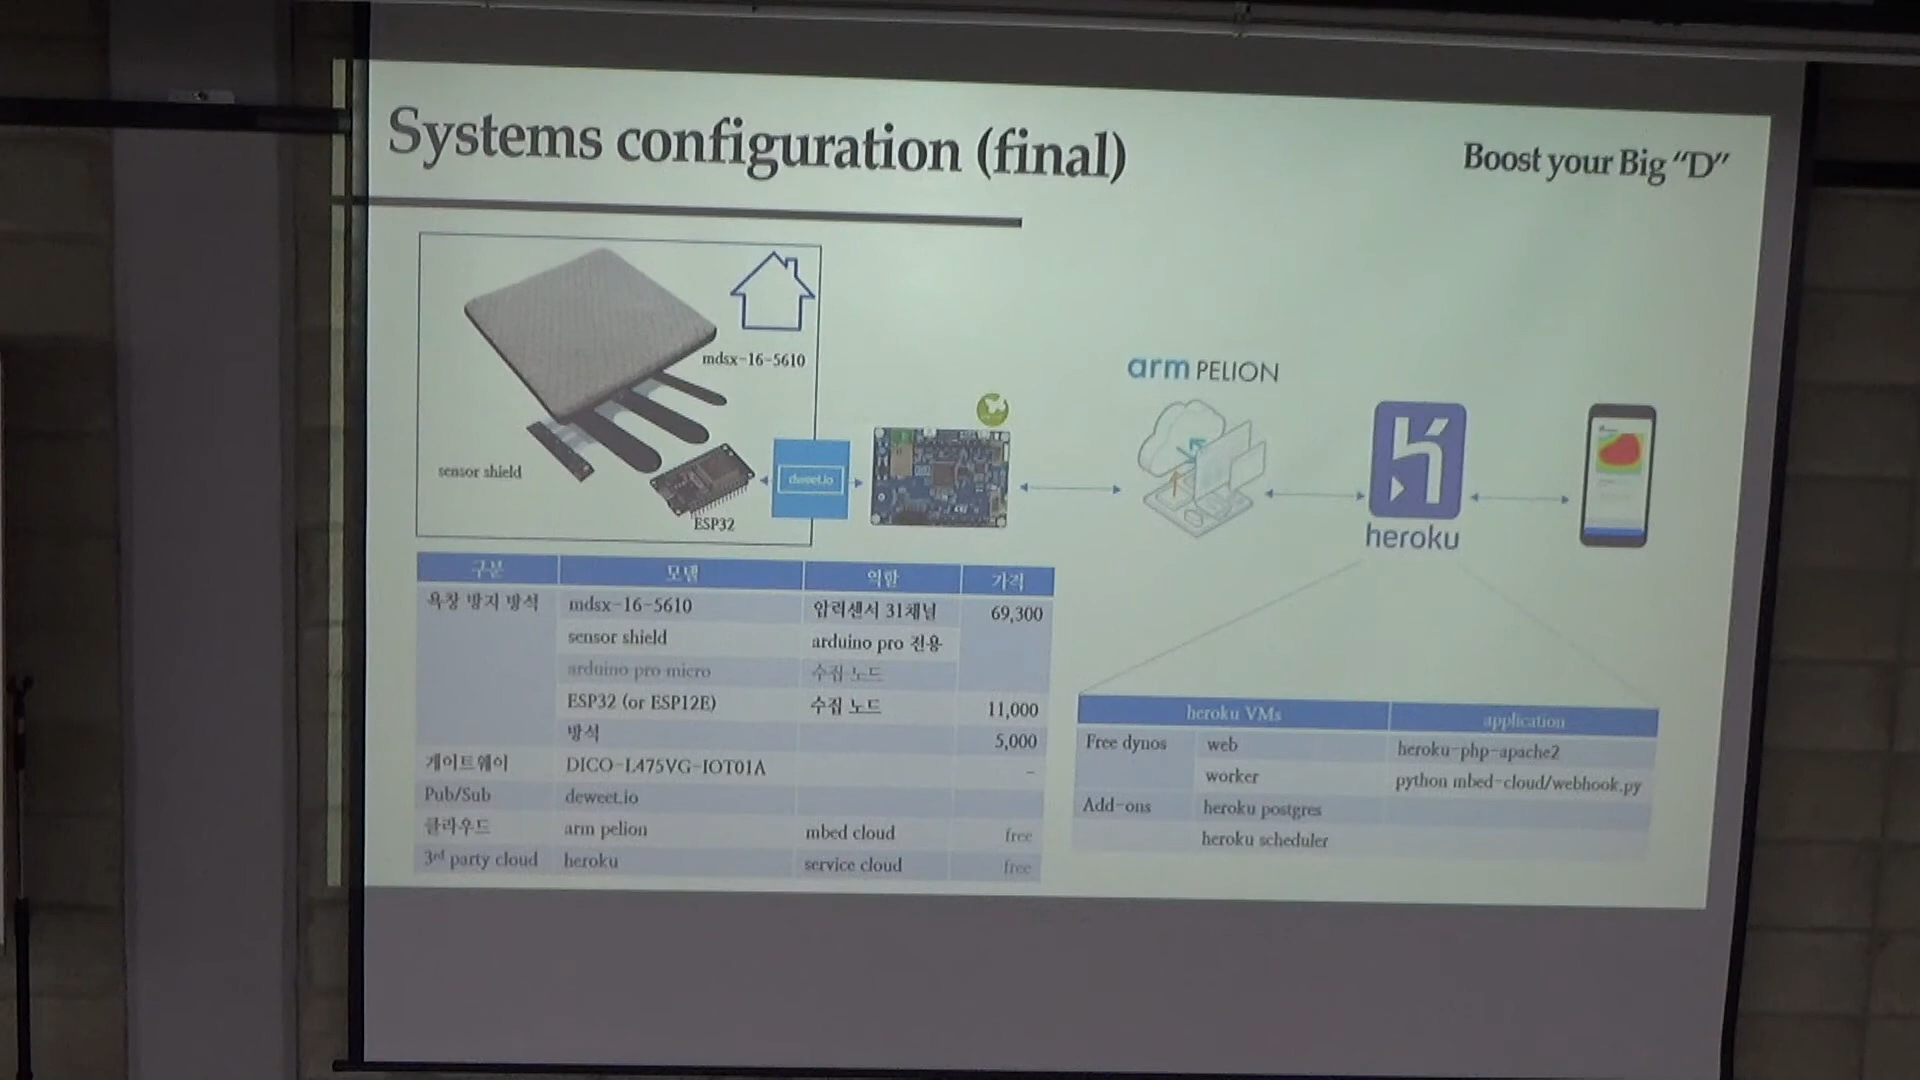 Systems configuration (final)
Boost your Big "D"
mdsx-16-5610
sensor shield
ESP32
deweet.io
arm PELION
heroku
구분 모델 역할 가격
욕창 방지 방석 mdsx-16-5610 압력센서 31채널 69,300
sensor shield arduino pro 전용
arduino pro micro 수집 노드
ESP32 (or ESP12E) 수집 노드 11,000
방석 5,000
게이트웨이 DICO-L475VG-IOT01A -
Pub/Sub deweet.io
클라우드 arm pelion mbed cloud free
3rd party cloud heroku service cloud free
heroku VMs application
Free dynos web heroku-php-apache2
worker python mbed-cloud/webhook.py
Add-ons heroku postgres
heroku scheduler